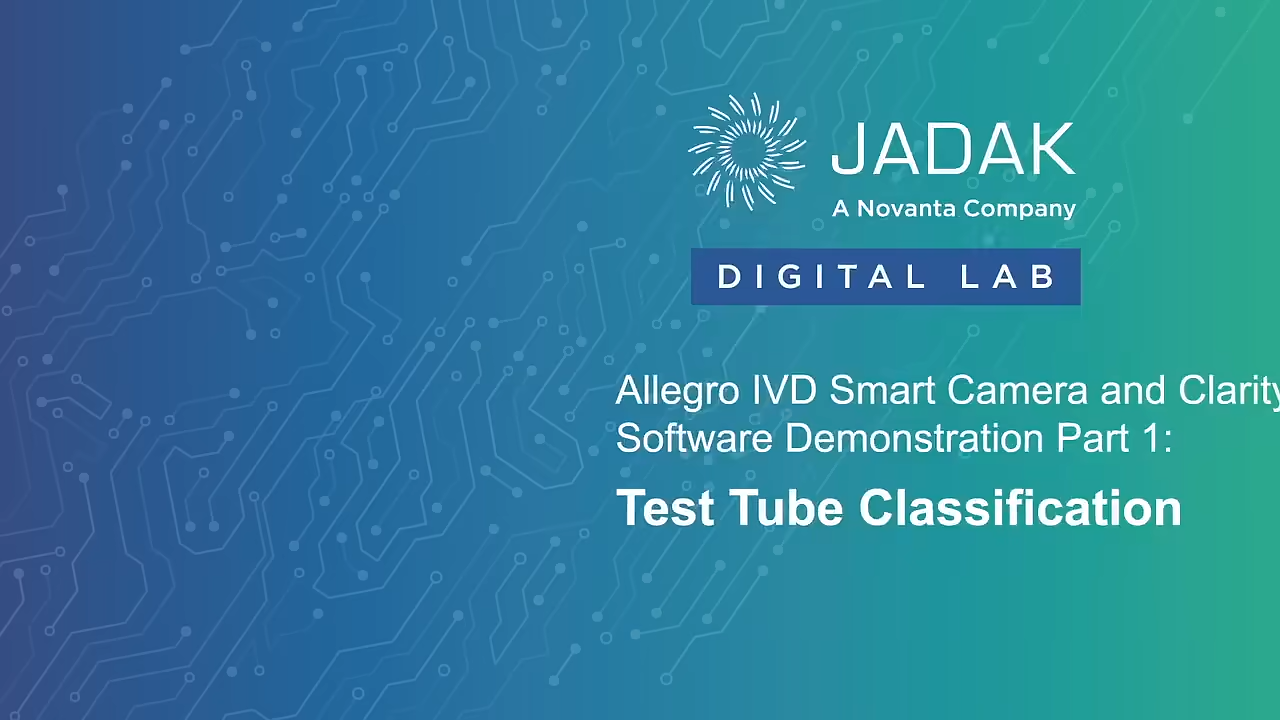 JADAK
A Novanta Company
DIGITAL LAB
Allegro IVD Smart Camera and Clarity
Software Demonstration Part 1:
Test Tube Classification